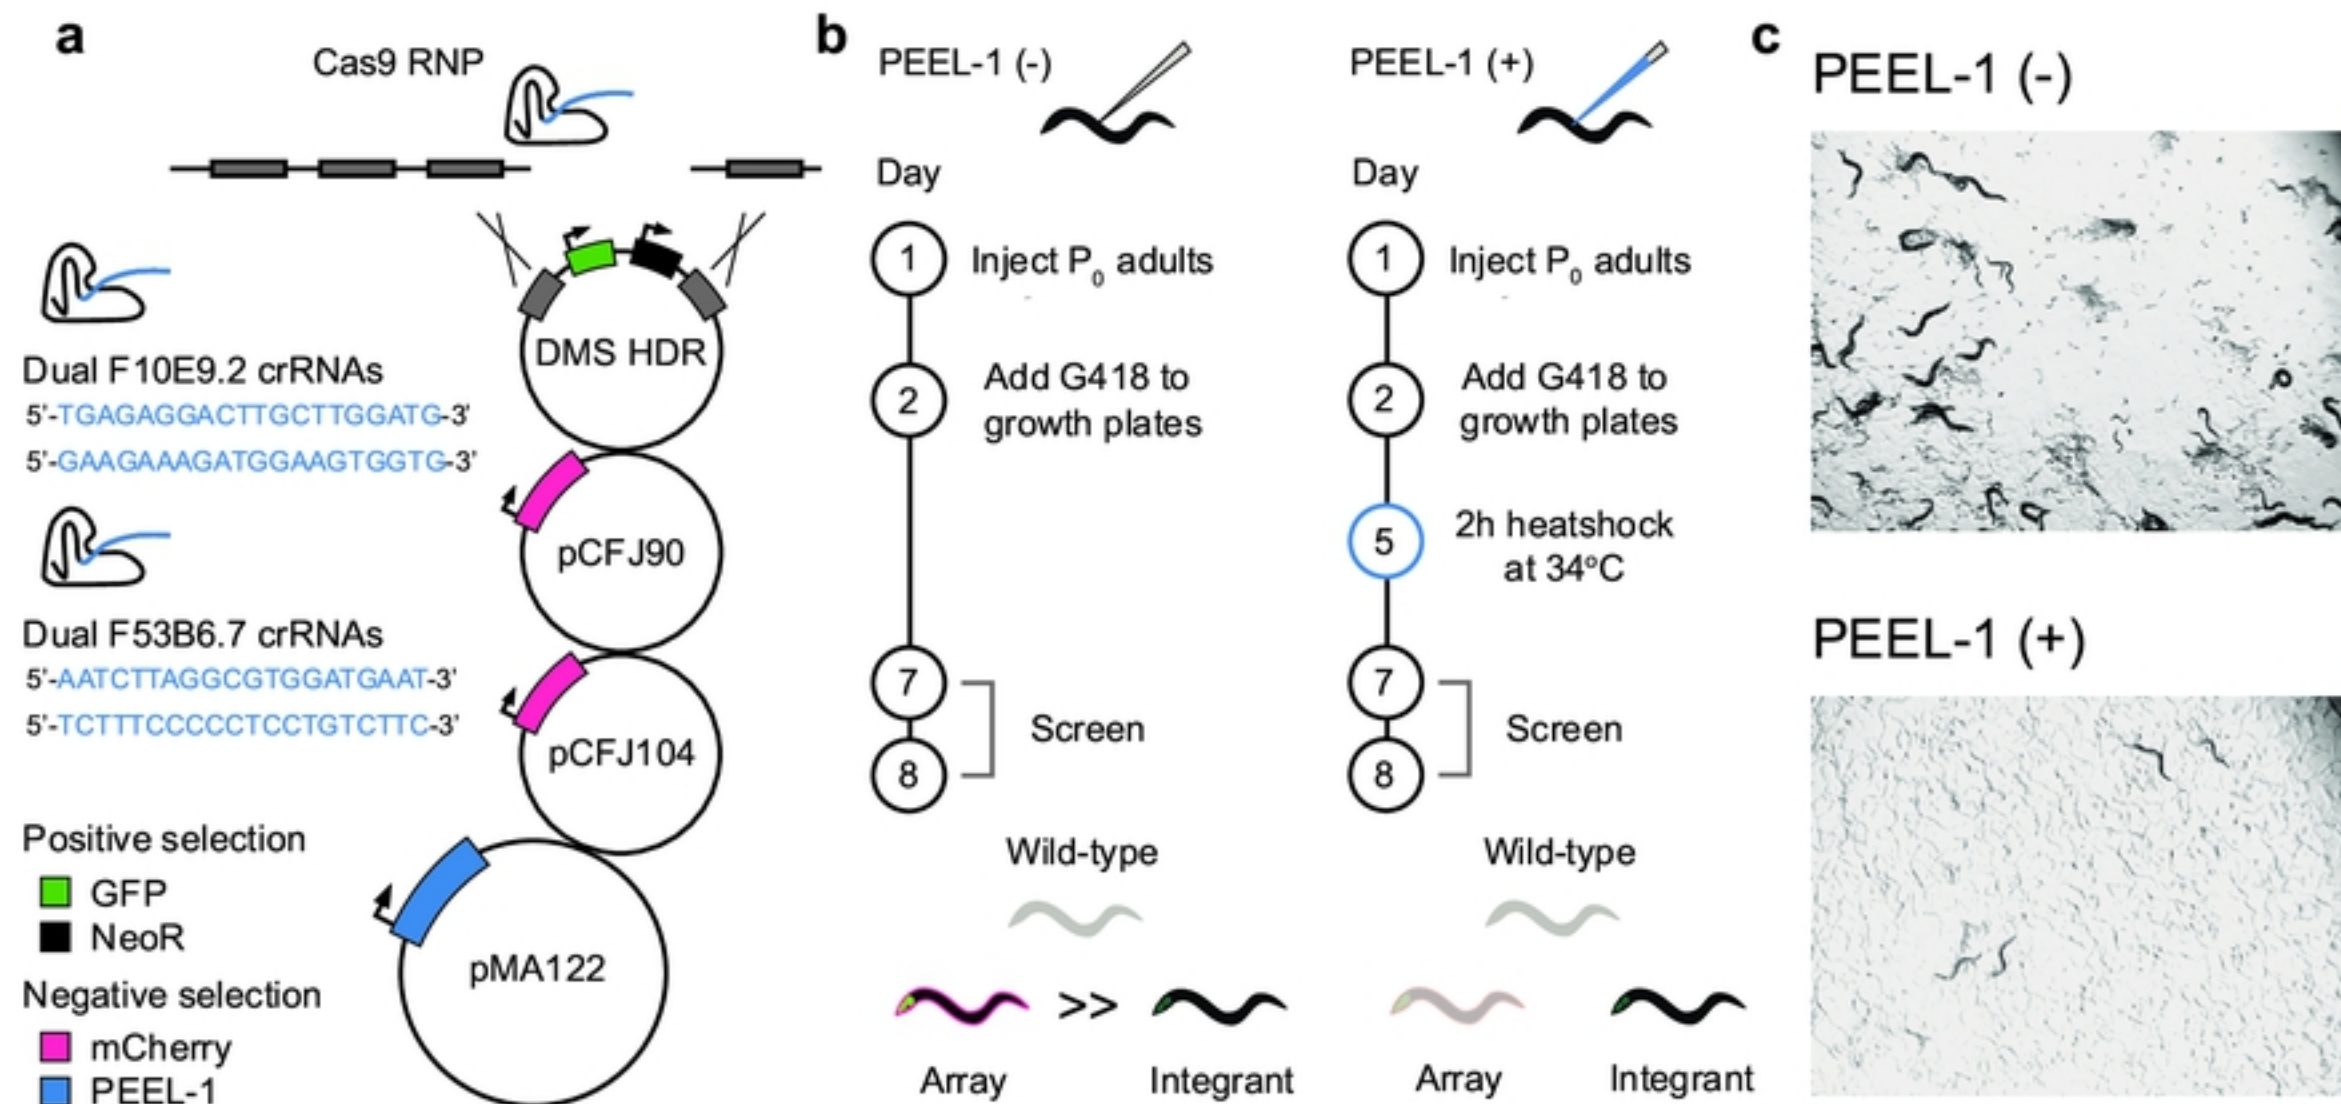 a
Cas9 RNP
Dual F10E9.2 crRNAs
5'-TGAGAGGACTTGCTTGGATG-3'
5'-GAAGAAAGATGGAAGTGGTG-3'
Dual F53B6.7 crRNAs
5'-AATCTTAGGCGTGGATGAAT-3'
5'-TCTTTCCCCCTCCTGTCTTC-3'
Positive selection
GFP
NeoR
Negative selection
mCherry
PEEL-1
DMS HDR
pCFJ90
pCFJ104
pMA122
b
PEEL-1 (-)
Day
1 Inject P0 adults
2 Add G418 to
growth plates
7
Screen
8
Wild-type
>>
Array Integrant
PEEL-1 (+)
Day
1 Inject P0 adults
2 Add G418 to
growth plates
5 2h heatshock
at 34ºC
7
Screen
8
Wild-type
Array Integrant
c
PEEL-1 (-)
PEEL-1 (+)